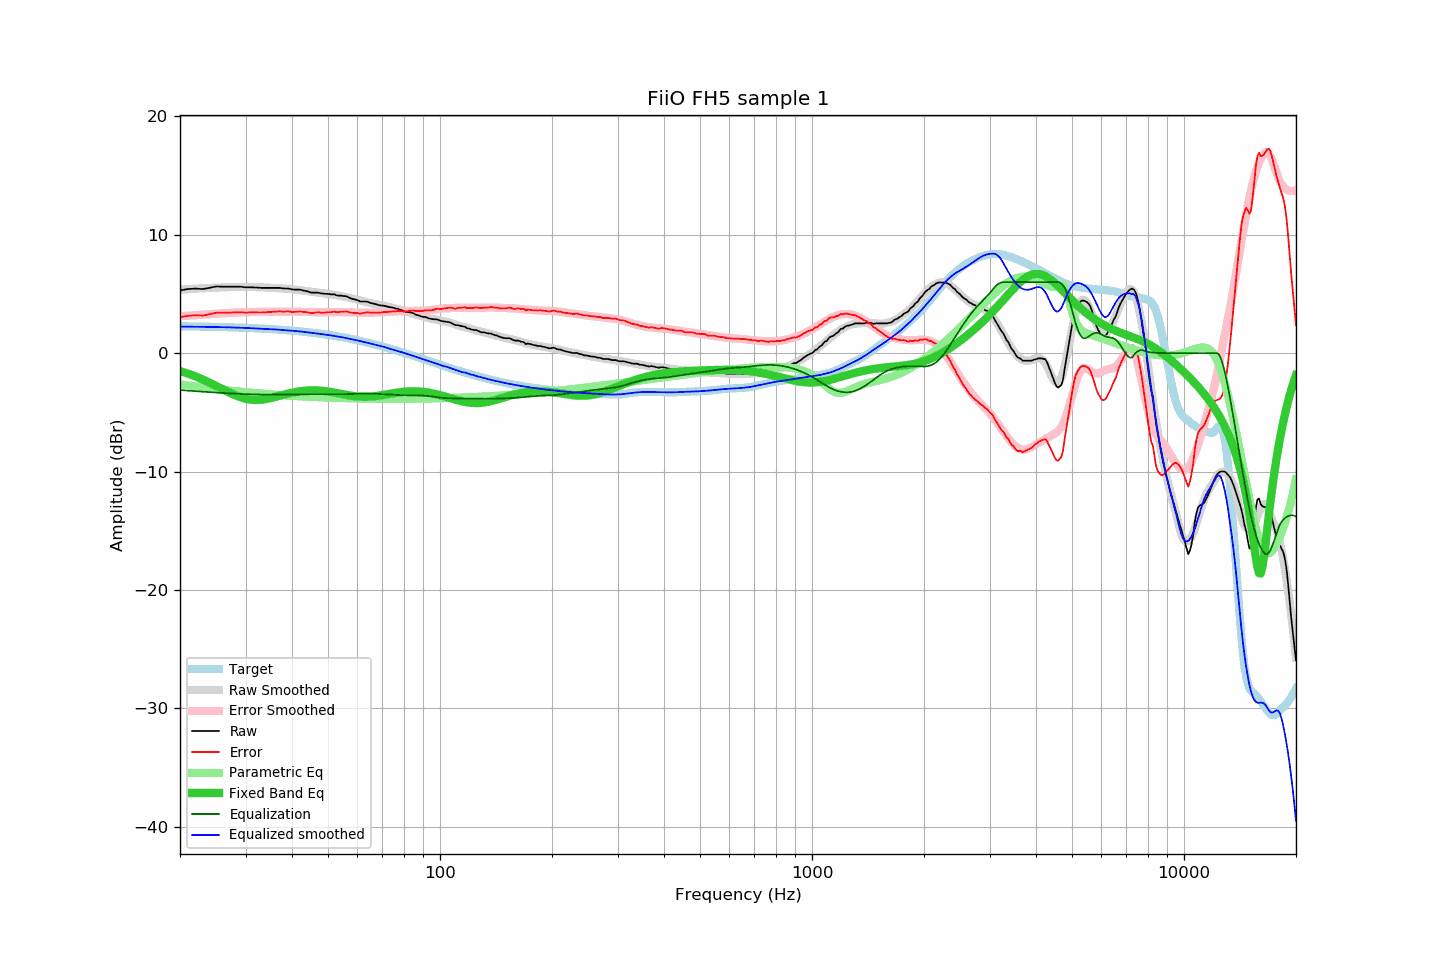 FiiO FH5 sample 1
20
10
0
−10
−20
−30
−40
Amplitude (dBr)
Target
Raw Smoothed
Error Smoothed
Raw
Error
Parametric Eq
Fixed Band Eq
Equalization
Equalized smoothed
100 1000 10000
Frequency (Hz)